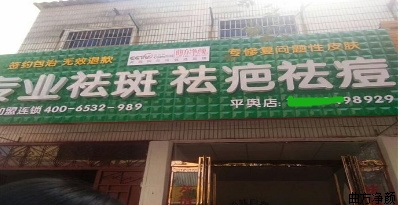 签约包治 无效退款
专修复问题性皮肤
专业祛斑 祛疤祛痘
加盟连锁 400-6532-989
平舆店: 98929